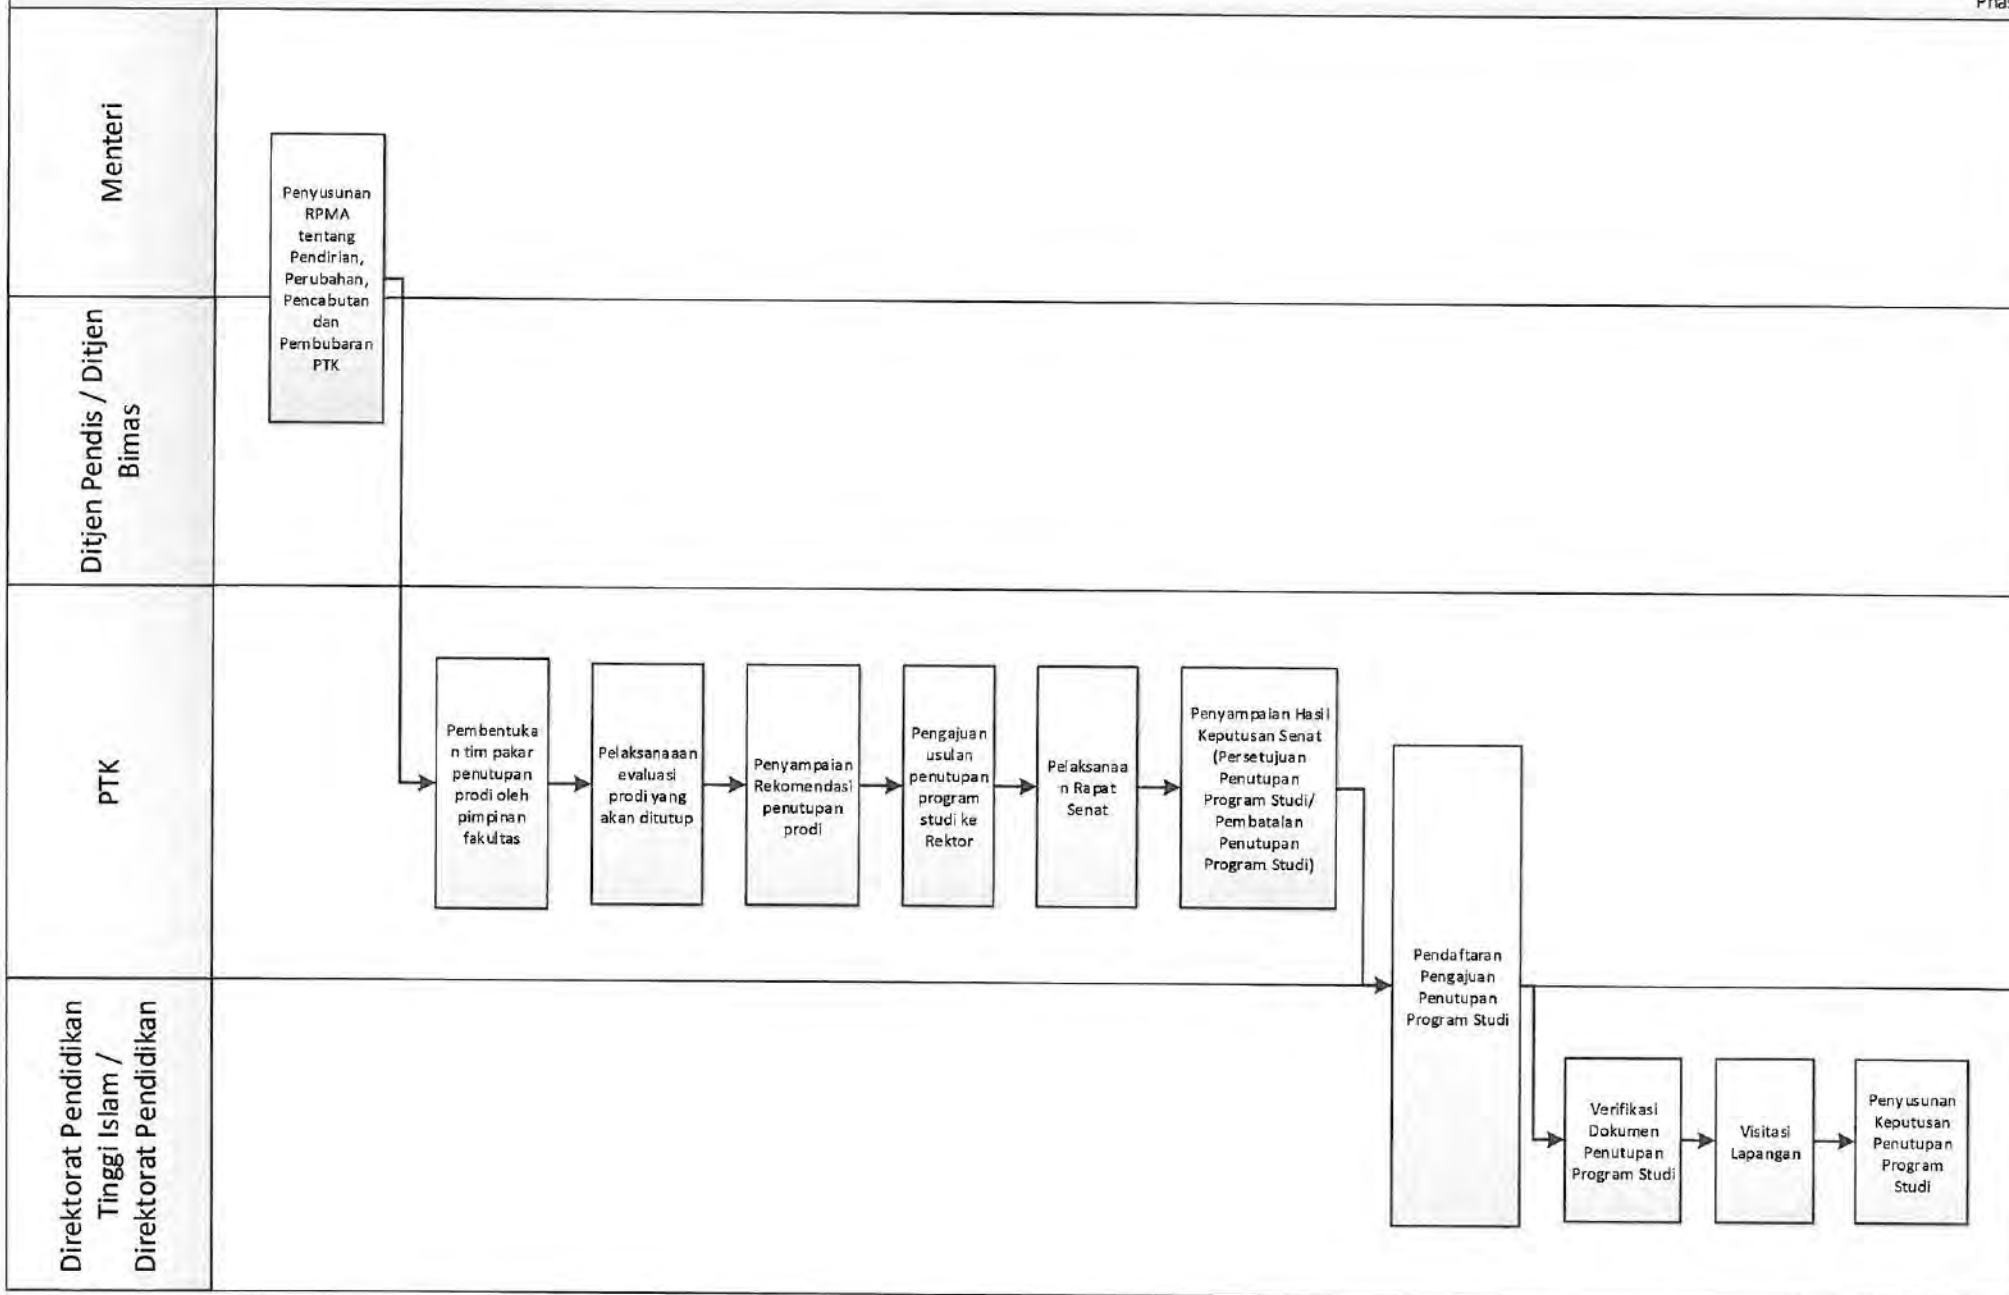 Phas
Menteri
Penyusunan
RPMA
tentang
Pendirian,
Perubahan,
Pencabutan
dan
Pembubaran
PTK
Ditjen Pendis / Ditjen
Bimas
PTK
Pembentuka
n tim pakar
penutupan
prodi oleh
pimpinan
fakultas
Pelaksanaaan
evaluasi
prodi yang
akan ditutup
Penyampaian
Rekomendasi
penutupan
prodi
Pengajuan
usulan
penutupan
program
studi ke
Rektor
Pelaksanaa
n Rapat
Senat
Penyampaian Hasil
Keputusan Senat
(Persetujuan
Penutupan
Program Studi/
Pembatalan
Penutupan
Program Studi)
Pendaftaran
Pengajuan
Penutupan
Program Studi
Direktorat Pendidikan
Tinggi Islam /
Direktorat Pendidikan
Verifikasi
Dokumen
Penutupan
Program Studi
Visitasi
Lapangan
Penyusunan
Keputusan
Penutupan
Program
Studi